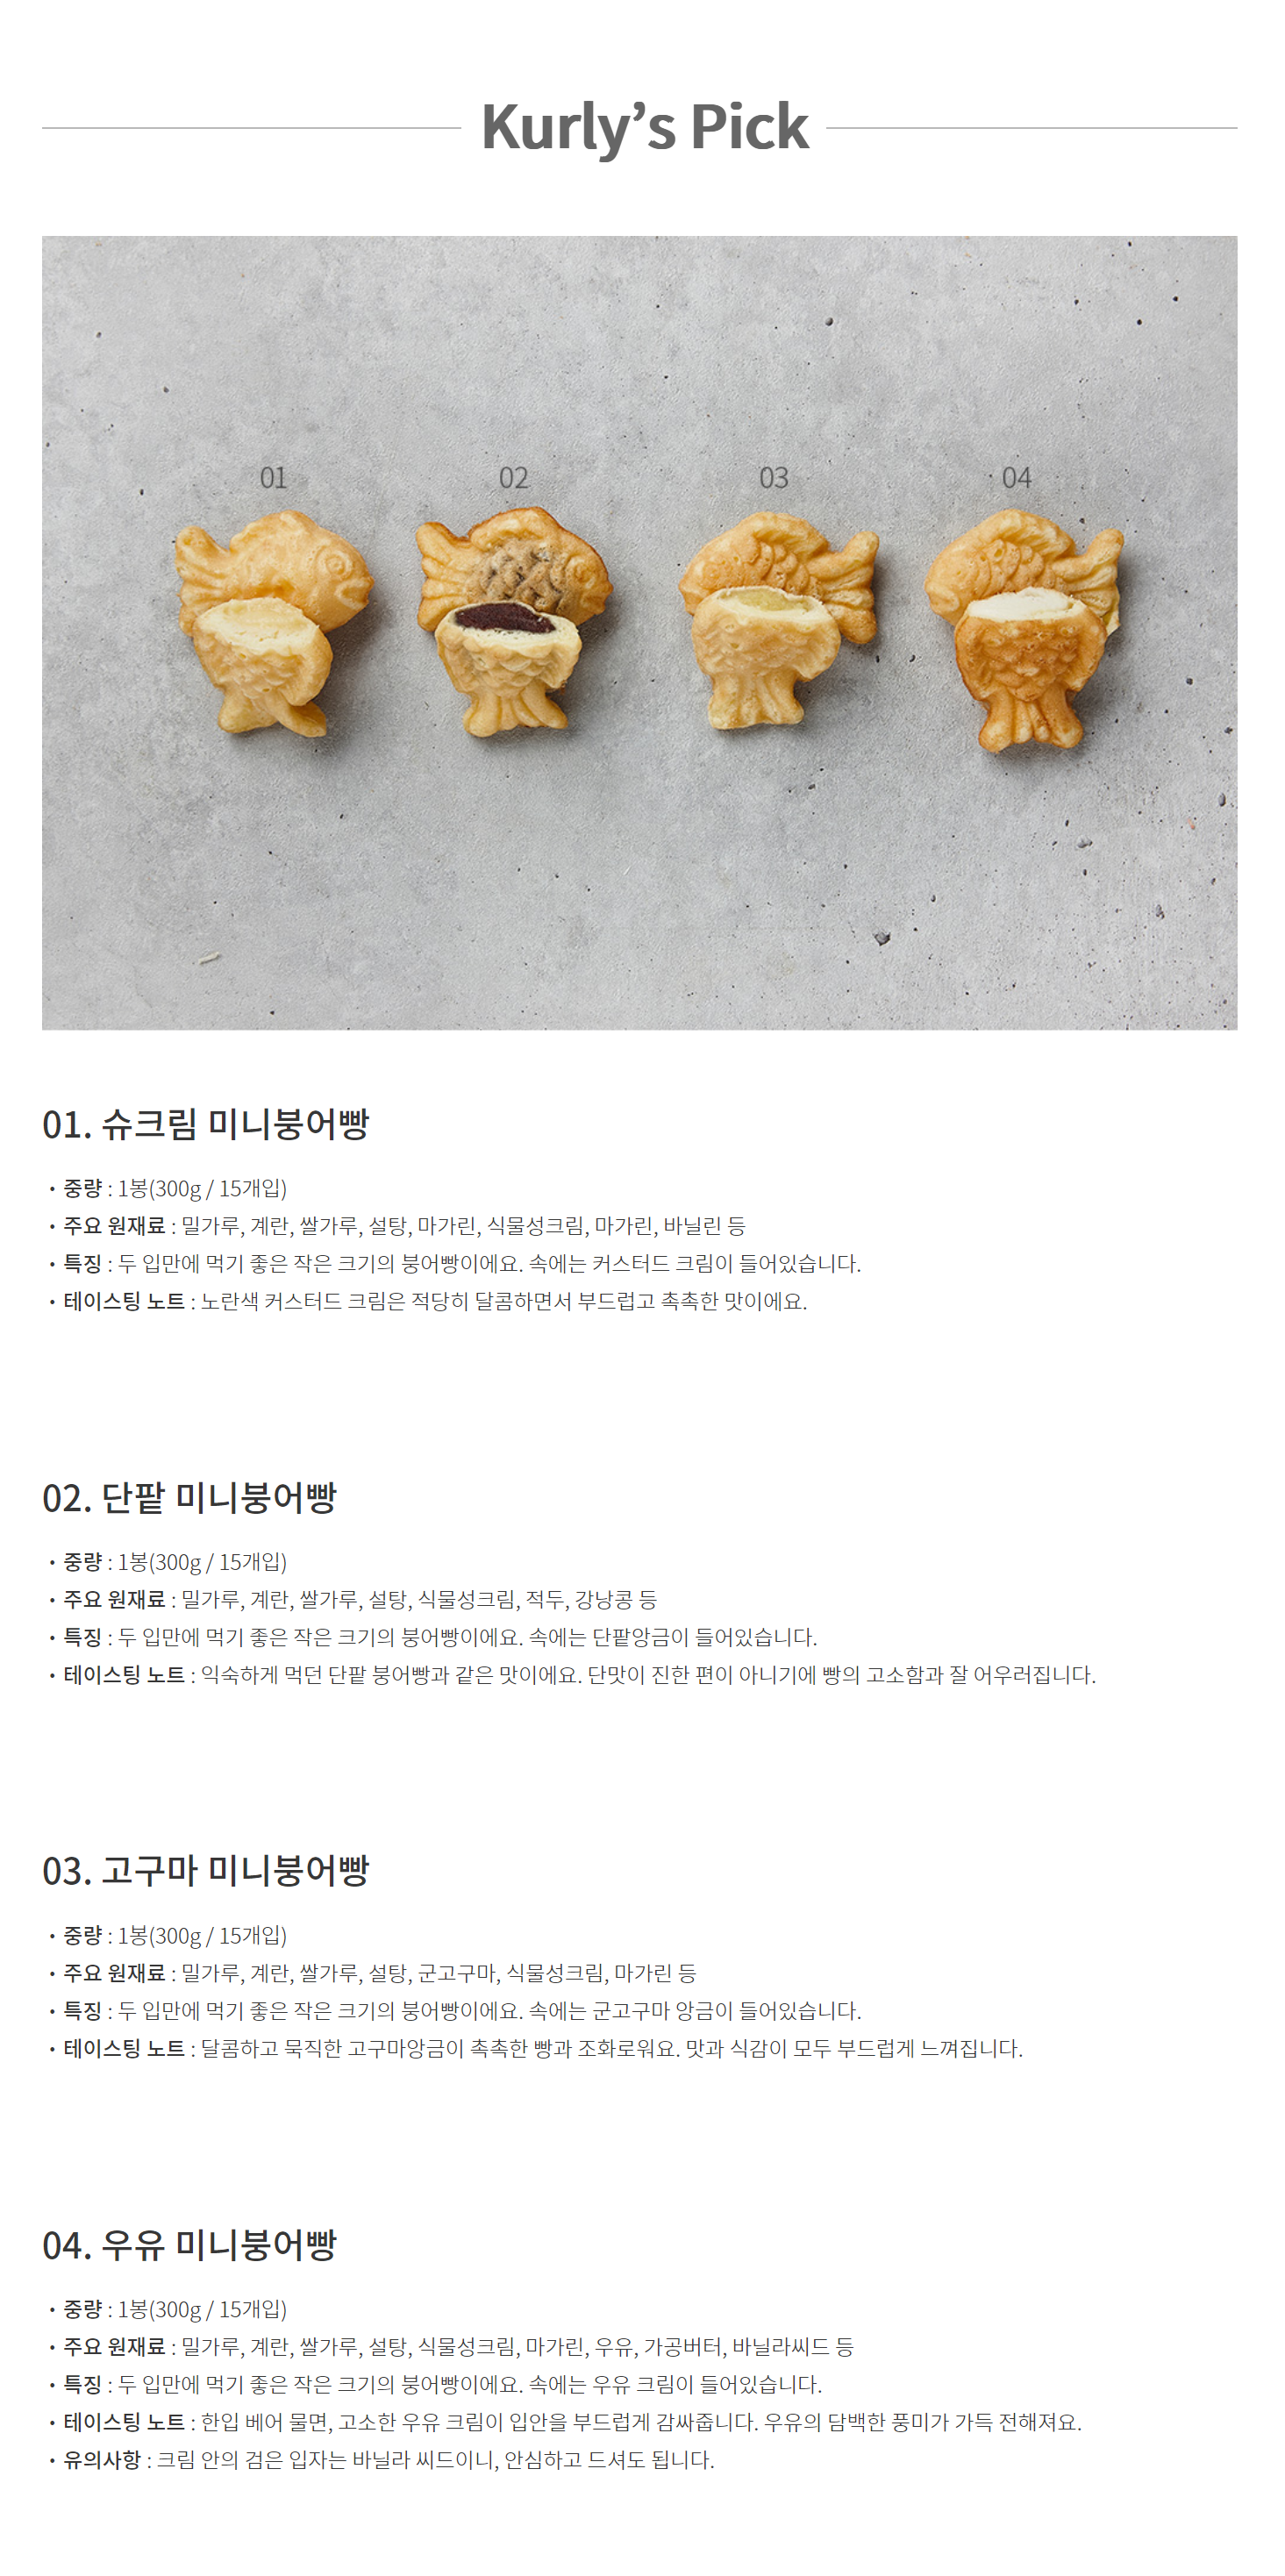 Kurly’s Pick
01 02 03 04
01. 슈크림 미니붕어빵
• 중량 : 1봉(300g / 15개입)
• 주요 원재료 : 밀가루, 계란, 쌀가루, 설탕, 마가린, 식물성크림, 마가린, 바닐린 등
• 특징 : 두 입만에 먹기 좋은 작은 크기의 붕어빵이에요. 속에는 커스터드 크림이 들어있습니다.
• 테이스팅 노트 : 노란색 커스터드 크림은 적당히 달콤하면서 부드럽고 촉촉한 맛이에요.
02. 단팥 미니붕어빵
• 중량 : 1봉(300g / 15개입)
• 주요 원재료 : 밀가루, 계란, 쌀가루, 설탕, 식물성크림, 적두, 강낭콩 등
• 특징 : 두 입만에 먹기 좋은 작은 크기의 붕어빵이에요. 속에는 단팥앙금이 들어있습니다.
• 테이스팅 노트 : 익숙하게 먹던 단팥 붕어빵과 같은 맛이에요. 단맛이 진한 편이 아니기에 빵의 고소함과 잘 어우러집니다.
03. 고구마 미니붕어빵
• 중량 : 1봉(300g / 15개입)
• 주요 원재료 : 밀가루, 계란, 쌀가루, 설탕, 군고구마, 식물성크림, 마가린 등
• 특징 : 두 입만에 먹기 좋은 작은 크기의 붕어빵이에요. 속에는 군고구마 앙금이 들어있습니다.
• 테이스팅 노트 : 달콤하고 묵직한 고구마앙금이 촉촉한 빵과 조화로워요. 맛과 식감이 모두 부드럽게 느껴집니다.
04. 우유 미니붕어빵
• 중량 : 1봉(300g / 15개입)
• 주요 원재료 : 밀가루, 계란, 쌀가루, 설탕, 식물성크림, 마가린, 우유, 가공버터, 바닐라씨드 등
• 특징 : 두 입만에 먹기 좋은 작은 크기의 붕어빵이에요. 속에는 우유 크림이 들어있습니다.
• 테이스팅 노트 : 한입 베어 물면, 고소한 우유 크림이 입안을 부드럽게 감싸줍니다. 우유의 담백한 풍미가 가득 전해져요.
• 유의사항 : 크림 안의 검은 입자는 바닐라 씨드이니, 안심하고 드셔도 됩니다.